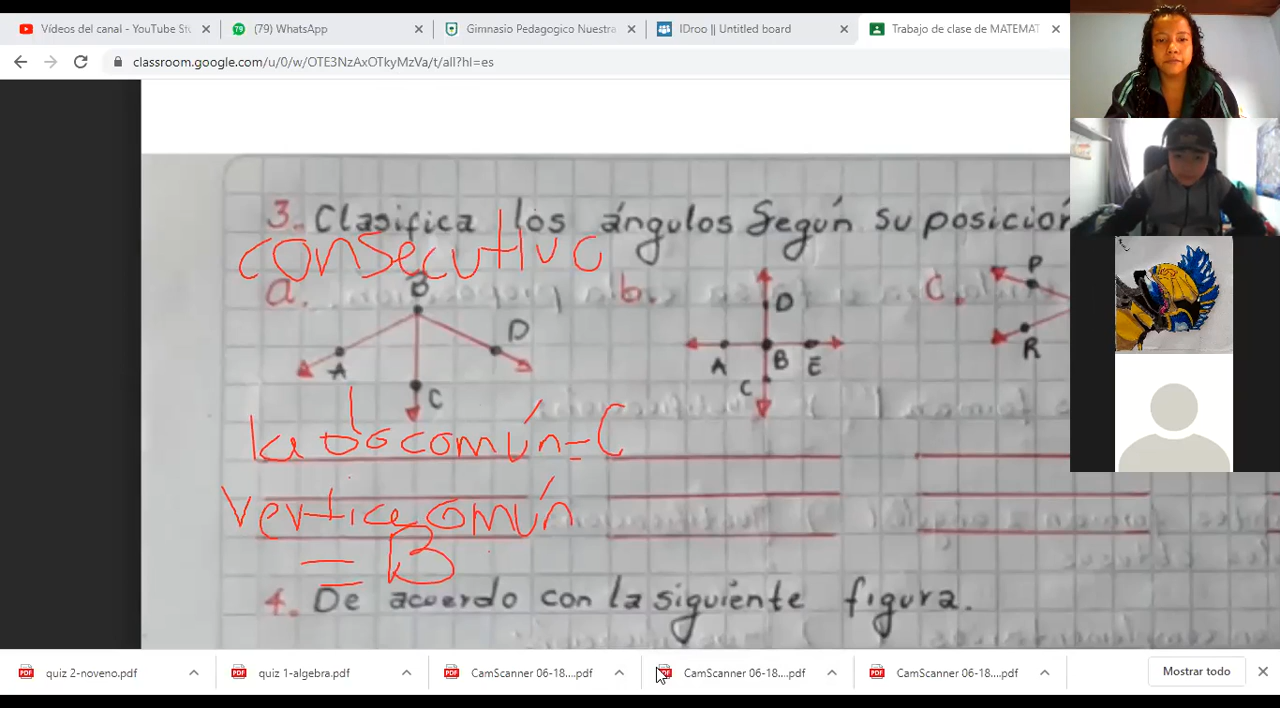 Vídeos del canal - YouTube St
(79) WhatsApp
Gimnasio Pedagogico Nuestra
IDroo || Untitled board
Trabajo de clase de MATEMAT
classroom.google.com/u/0/w/OTE3NzAxOTkyMzVa/t/all?hl=es
3. Clasifica los ángulos Según su posición
consecutivo
a.
b.
c.
B
A
C
D
D
A
B
E
C
P
R
lado común = C
Vertice común
= B
4. De acuerdo con la siguiente figura.
quiz 2-noveno.pdf
quiz 1-algebra.pdf
CamScanner 06-18....pdf
CamScanner 06-18....pdf
CamScanner 06-18....pdf
Mostrar todo